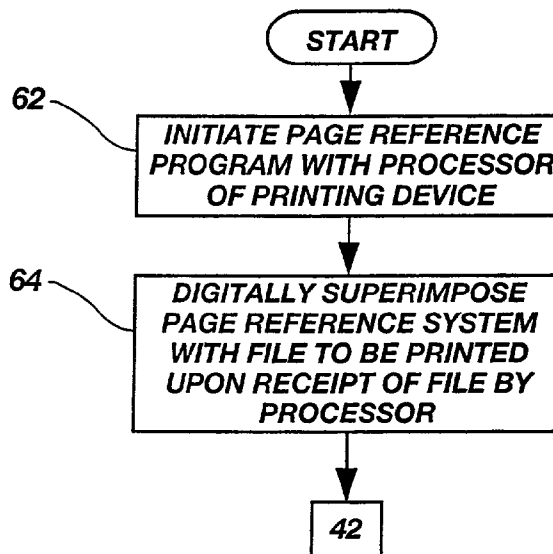 START
62
INITIATE PAGE REFERENCE
PROGRAM WITH PROCESSOR
OF PRINTING DEVICE
64
DIGITALLY SUPERIMPOSE
PAGE REFERENCE SYSTEM
WITH FILE TO BE PRINTED
UPON RECEIPT OF FILE BY
PROCESSOR
42